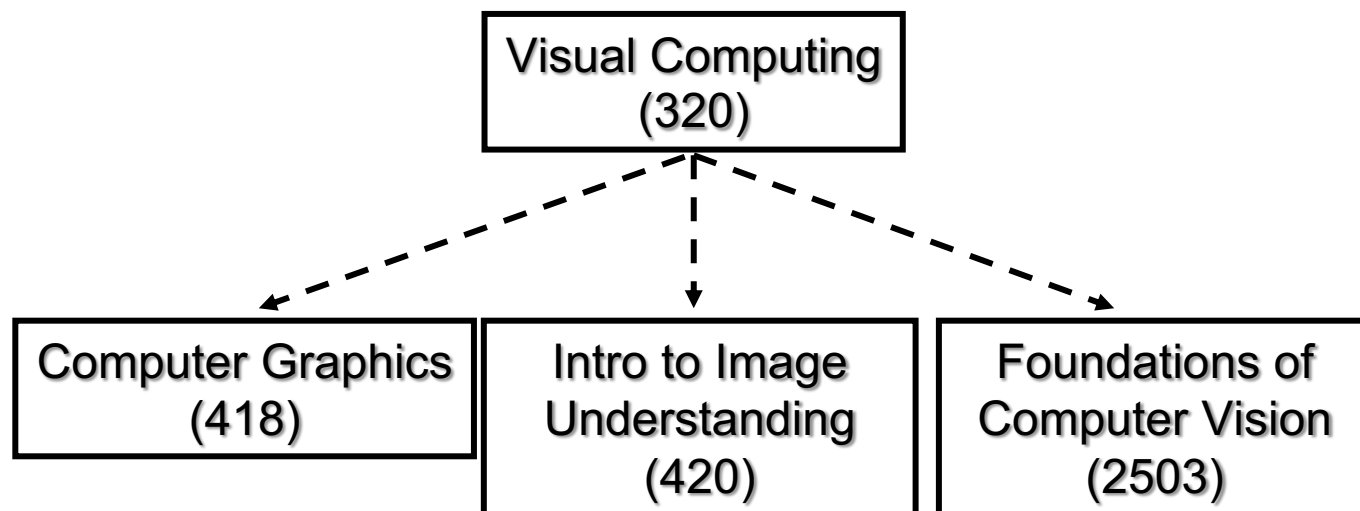 Visual Computing
(320)
Computer Graphics
(418)
Intro to Image
Understanding
(420)
Foundations of
Computer Vision
(2503)